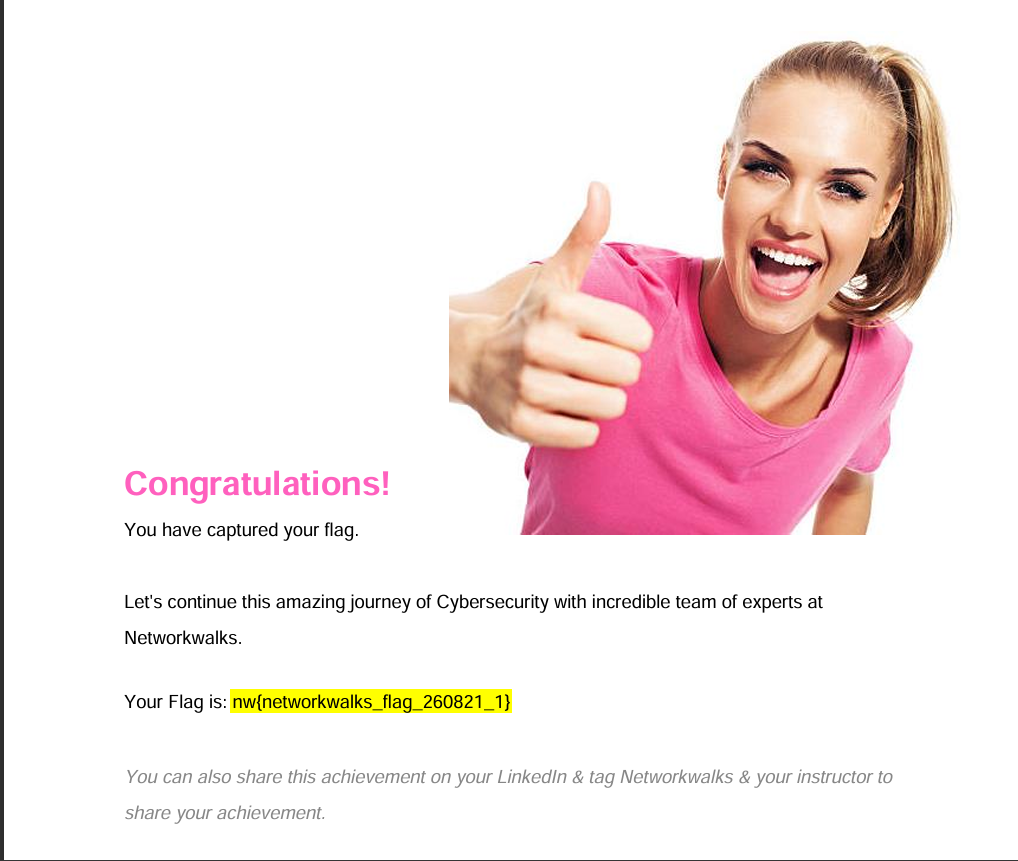 Congratulations!
You have captured your flag.
Let's continue this amazing journey of Cybersecurity with incredible team of experts at
Networkwalks.
Your Flag is: nw{networkwalks_flag_260821_1}
You can also share this achievement on your LinkedIn & tag Networkwalks & your instructor to
share your achievement.